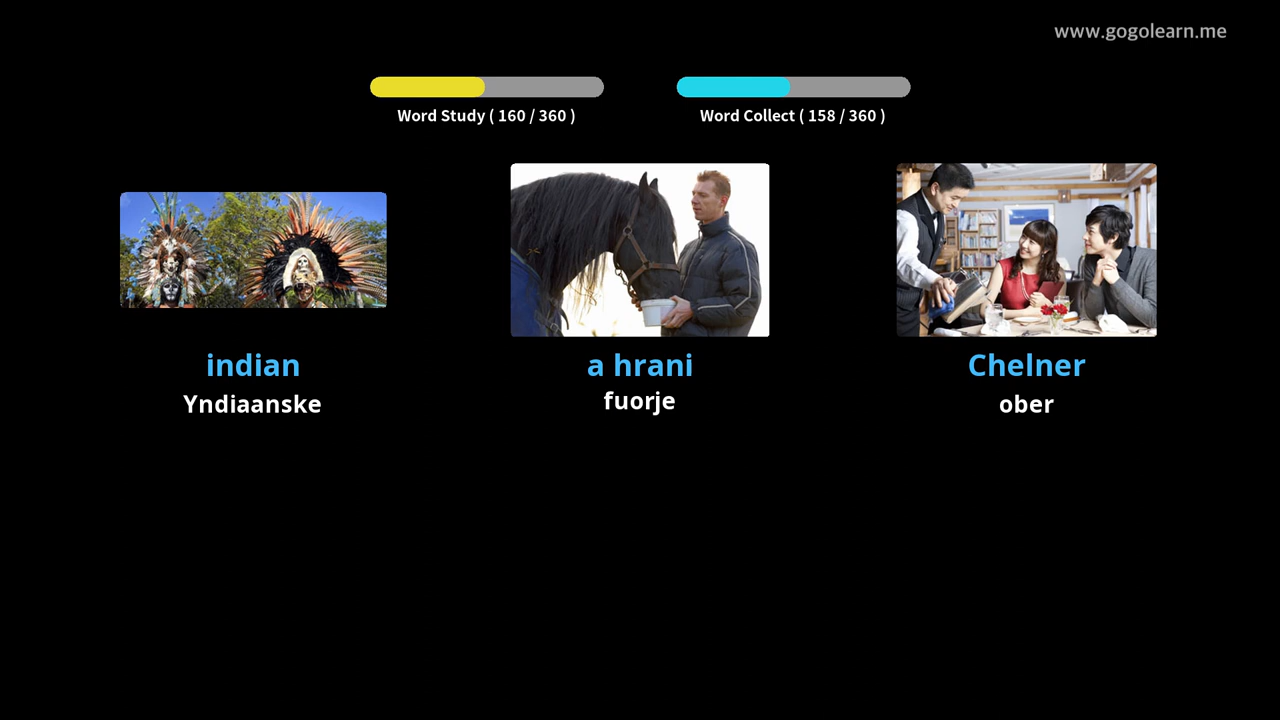 www.gogolearn.me
Word Study ( 160 / 360 )
Word Collect ( 158 / 360 )
indian
Yndiaanske
a hrani
fuorje
Chelner
ober